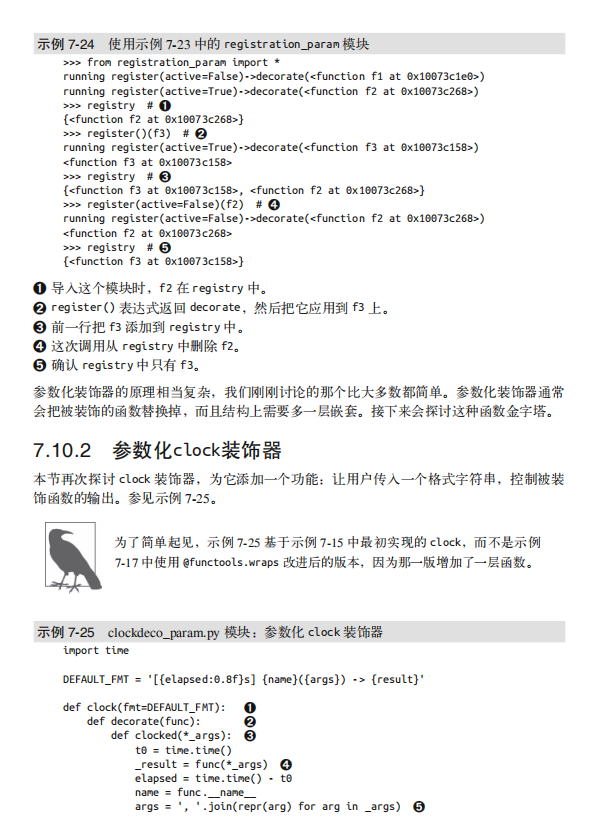 示例 7-24　使用示例 7-23 中的 registration_param 模块
>>> from registration_param import *
running register(active=False)->decorate(<function f1 at 0x10073c1e0>)
running register(active=True)->decorate(<function f2 at 0x10073c268>)
>>> registry  # ❶
{<function f2 at 0x10073c268>}
>>> register()(f3)  # ❷
running register(active=True)->decorate(<function f3 at 0x10073c158>)
<function f3 at 0x10073c158>
>>> registry  # ❸
{<function f3 at 0x10073c158>, <function f2 at 0x10073c268>}
>>> register(active=False)(f2)  # ❹
running register(active=False)->decorate(<function f2 at 0x10073c268>)
<function f2 at 0x10073c268>
>>> registry  # ❺
{<function f3 at 0x10073c158>}
❶ 导入这个模块时，f2 在 registry 中。
❷ register() 表达式返回 decorate，然后把它应用到 f3 上。
❸ 前一行把 f3 添加到 registry 中。
❹ 这次调用从 registry 中删除 f2。
❺ 确认 registry 中只有 f3。
参数化装饰器的原理相当复杂，我们刚刚讨论的那个比大多数都简单。参数化装饰器通常
会把被装饰的函数替换掉，而且结构上需要多一层嵌套。接下来会探讨这种函数金字塔。
7.10.2　参数化clock装饰器
本节再次探讨 clock 装饰器，为它添加一个功能：让用户传入一个格式字符串，控制被装
饰函数的输出。参见示例 7-25。
为了简单起见，示例 7-25 基于示例 7-15 中最初实现的 clock，而不是示例
7-17 中使用 @functools.wraps 改进后的版本，因为那一版增加了一层函数。
示例 7-25　clockdeco_param.py 模块：参数化 clock 装饰器
import time
DEFAULT_FMT = '[{elapsed:0.8f}s] {name}({args}) -> {result}'
def clock(fmt=DEFAULT_FMT):  ❶
    def decorate(func):      ❷
        def clocked(*_args): ❸
            t0 = time.time()
            _result = func(*_args)  ❹
            elapsed = time.time() - t0
            name = func.__name__
            args = ', '.join(repr(arg) for arg in _args)  ❺